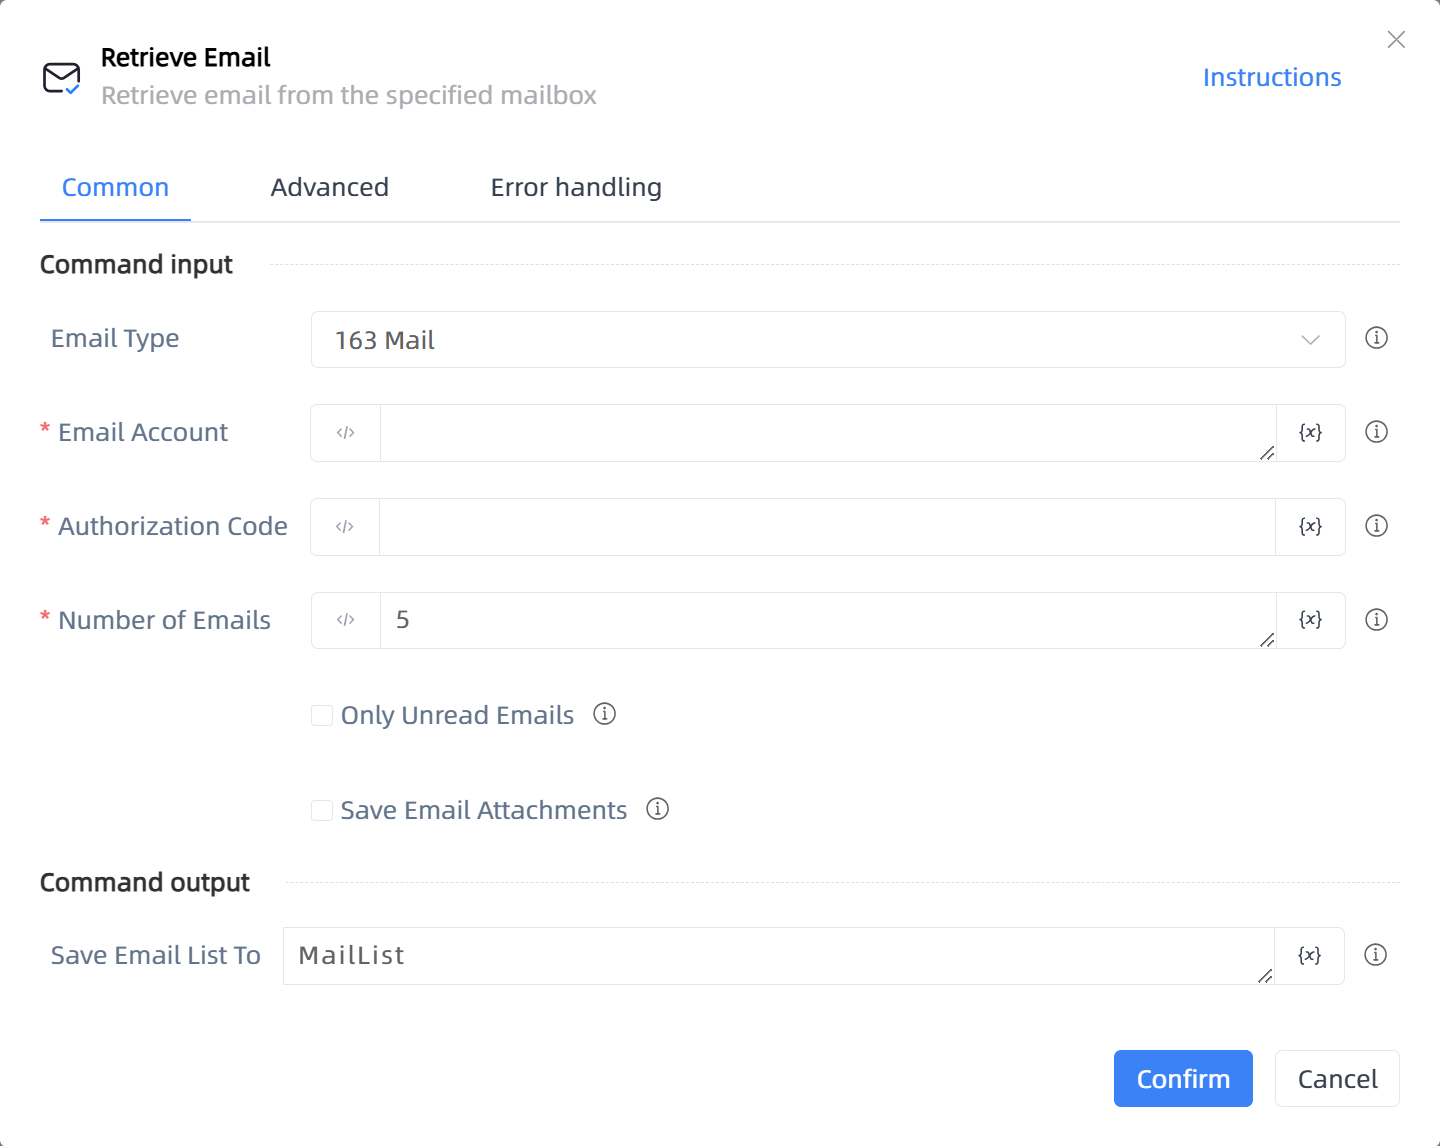 Retrieve Email
Retrieve email from the specified mailbox
Instructions
Common Advanced Error handling
Command input
Email Type 163 Mail
* Email Account </> {x}
* Authorization Code </> {x}
* Number of Emails </> 5 {x}
Only Unread Emails
Save Email Attachments
Command output
Save Email List To MailList {x}
Confirm Cancel